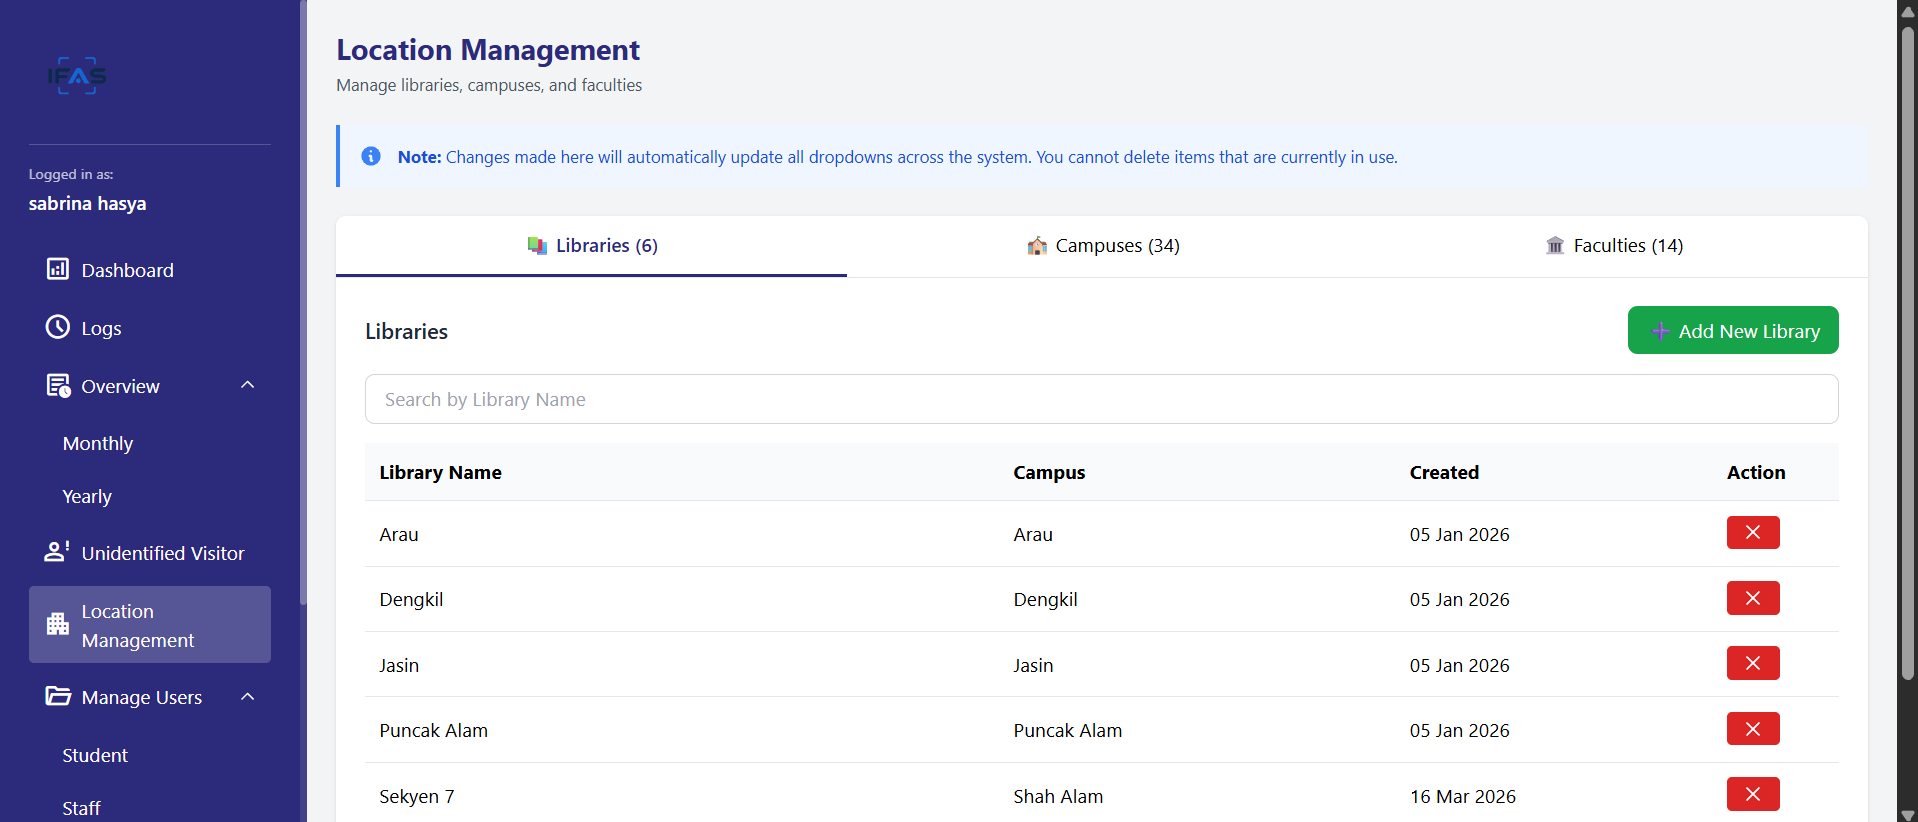 IFAS
Logged in as:
sabrina hasya
Dashboard
Logs
Overview
Monthly
Yearly
Unidentified Visitor
Location
Management
Manage Users
Student
Staff
Location Management
Manage libraries, campuses, and faculties
Note: Changes made here will automatically update all dropdowns across the system. You cannot delete items that are currently in use.
Libraries (6) Campuses (34) Faculties (14)
Libraries
Add New Library
Search by Library Name
Library Name Campus Created Action
Arau Arau 05 Jan 2026
Dengkil Dengkil 05 Jan 2026
Jasin Jasin 05 Jan 2026
Puncak Alam Puncak Alam 05 Jan 2026
Sekyen 7 Shah Alam 16 Mar 2026